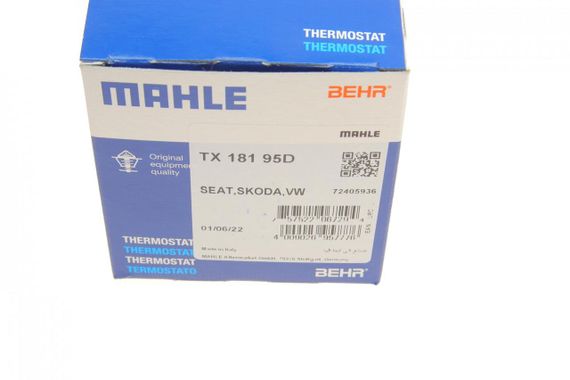 THERMOSTAT
THERMOSTAT
MAHLE
BEHR®
MAHLE
Original
equipment
quality
TX 181 95D
SEAT,SKODA,VW
72405936
01/06/22
Made in Italy
THERMOSTAT
THERMOSTAT
THERMOSTAT
TERMOSTATO
BEHR